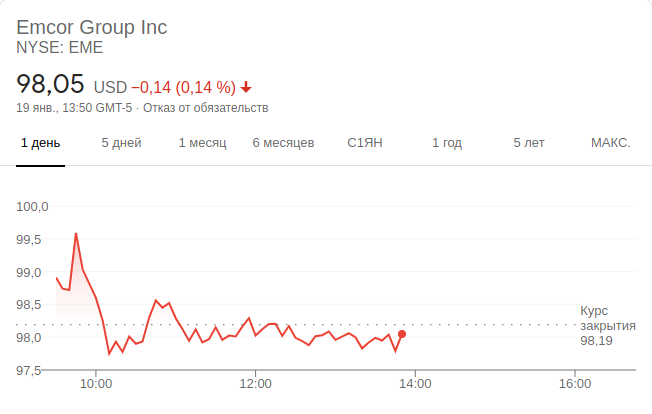 Emcor Group Inc
NYSE: EME
98,05 USD −0,14 (0,14 %)
19 янв., 13:50 GMT-5 · Отказ от обязательств
1 день 5 дней 1 месяц 6 месяцев С1ЯН 1 год 5 лет МАКС.
100,0
99,5
99,0
98,5
98,0
97,5
Курс
закрытия
98,19
10:00 12:00 14:00 16:00